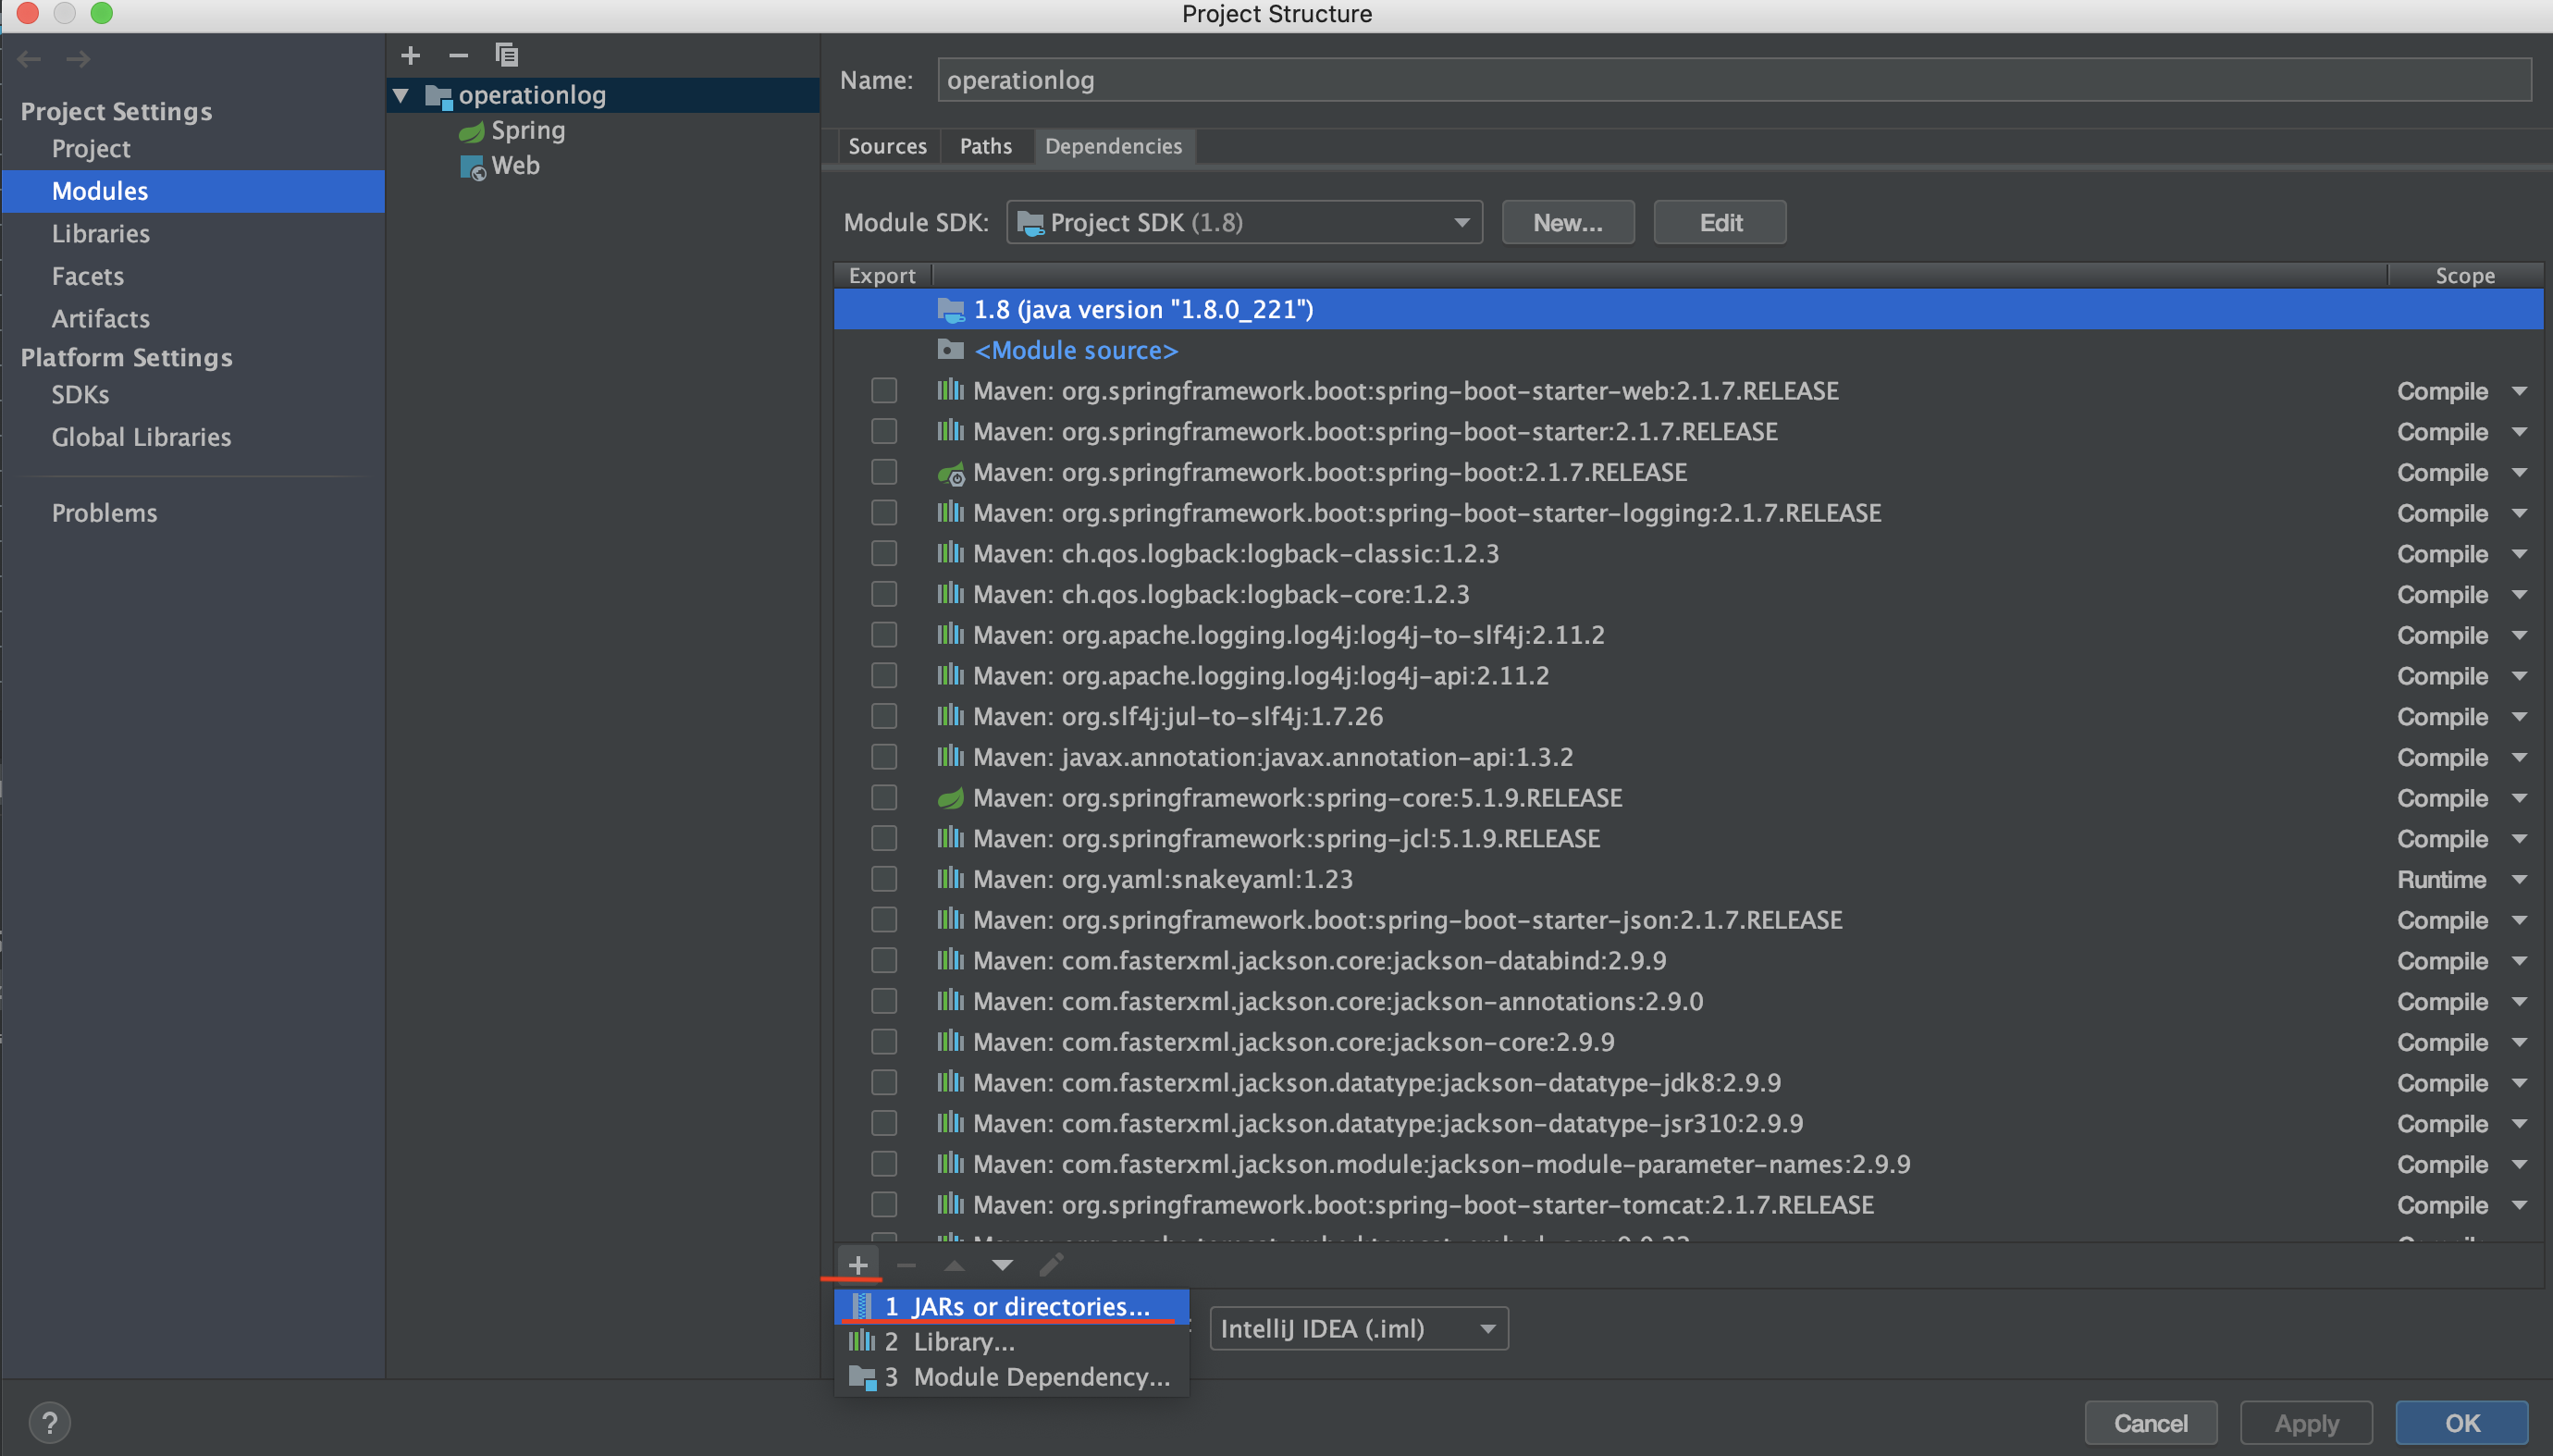 Project Structure
Project Settings
Project
Modules
Libraries
Facets
Artifacts
Platform Settings
SDKs
Global Libraries
Problems
operationlog
Spring
Web
Name: operationlog
Sources Paths Dependencies
Module SDK: Project SDK (1.8) New... Edit
Export Scope
1.8 (java version "1.8.0_221")
<Module source>
Maven: org.springframework.boot:spring-boot-starter-web:2.1.7.RELEASE Compile
Maven: org.springframework.boot:spring-boot-starter:2.1.7.RELEASE Compile
Maven: org.springframework.boot:spring-boot:2.1.7.RELEASE Compile
Maven: org.springframework.boot:spring-boot-starter-logging:2.1.7.RELEASE Compile
Maven: ch.qos.logback:logback-classic:1.2.3 Compile
Maven: ch.qos.logback:logback-core:1.2.3 Compile
Maven: org.apache.logging.log4j:log4j-to-slf4j:2.11.2 Compile
Maven: org.apache.logging.log4j:log4j-api:2.11.2 Compile
Maven: org.slf4j:jul-to-slf4j:1.7.26 Compile
Maven: javax.annotation:javax.annotation-api:1.3.2 Compile
Maven: org.springframework:spring-core:5.1.9.RELEASE Compile
Maven: org.springframework:spring-jcl:5.1.9.RELEASE Compile
Maven: org.yaml:snakeyaml:1.23 Runtime
Maven: org.springframework.boot:spring-boot-starter-json:2.1.7.RELEASE Compile
Maven: com.fasterxml.jackson.core:jackson-databind:2.9.9 Compile
Maven: com.fasterxml.jackson.core:jackson-annotations:2.9.0 Compile
Maven: com.fasterxml.jackson.core:jackson-core:2.9.9 Compile
Maven: com.fasterxml.jackson.datatype:jackson-datatype-jdk8:2.9.9 Compile
Maven: com.fasterxml.jackson.datatype:jackson-datatype-jsr310:2.9.9 Compile
Maven: com.fasterxml.jackson.module:jackson-module-parameter-names:2.9.9 Compile
Maven: org.springframework.boot:spring-boot-starter-tomcat:2.1.7.RELEASE Compile
1 JARs or directories...
2 Library...
3 Module Dependency...
IntelliJ IDEA (.iml)
? Cancel Apply OK